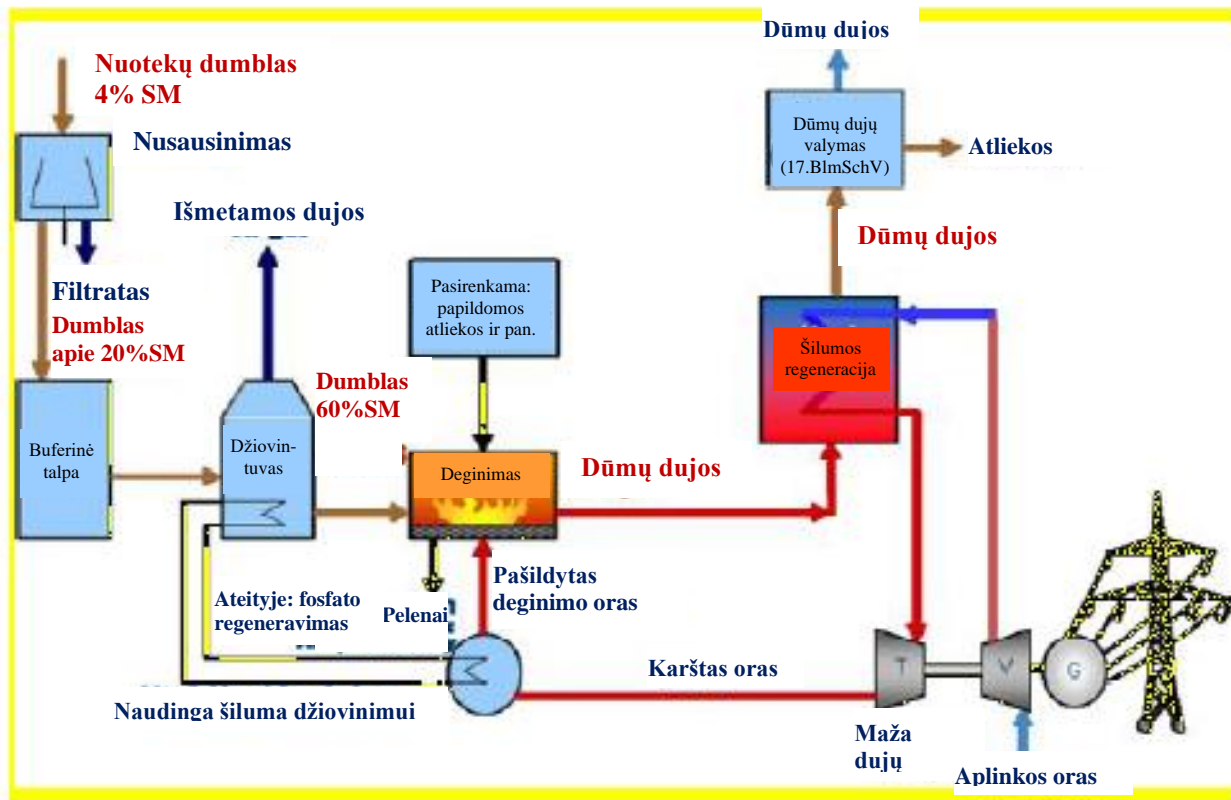 Dūmų dujos
Nuotekų dumblas
4% SM
Nusausinimas
Dūmų dujų
valymas
(17.BlmSchV)
Atliekos
Išmetamos dujos
Dūmų dujos
Filtratas
Dumblas
apie 20%SM
Pasirenkama:
papildomos
atliekos ir pan.
Šilumos
regeneracija
Dumblas
60%SM
Buferinė
talpa
Džiovin-
tuvas
Deginimas
Dūmų dujos
Pašildytas
deginimo oras
Ateityje: fosfato
regeneravimas
Pelenai
Karštas oras
T
V
G
Naudinga šiluma džiovinimui
Maža
dujų
Aplinkos oras